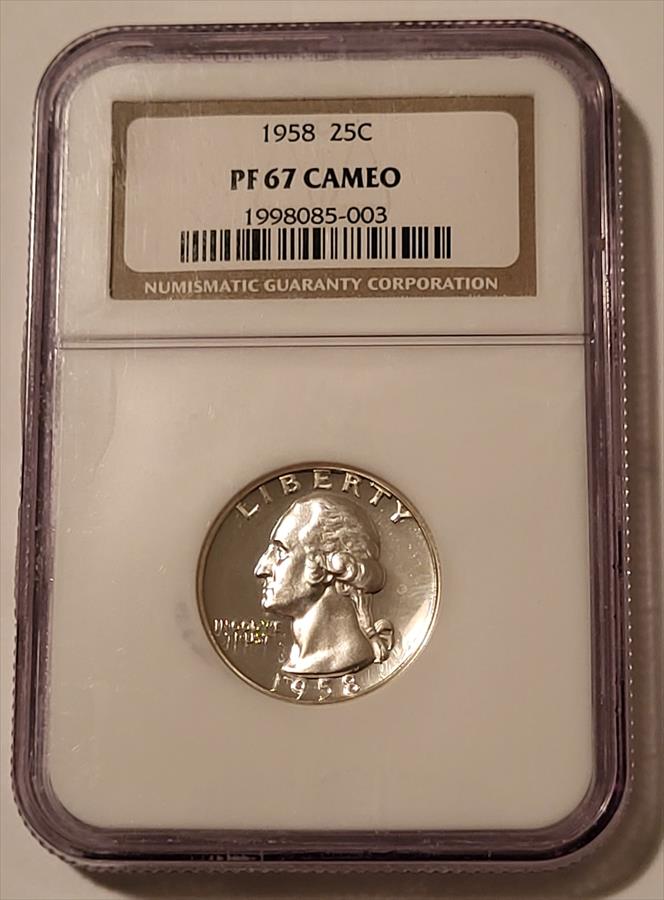 1958 25C
PF 67 CAMEO
1998085-003
NUMISMATIC GUARANTY CORPORATION
LIBERTY
IN GOD WE
TRUST
1958